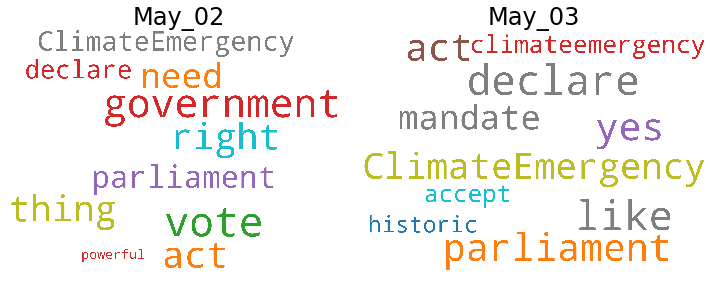 May_02
ClimateEmergency
declare
need
government
right
parliament
thing
vote
powerful
act
May_03
act
climateemergency
declare
mandate
yes
ClimateEmergency
accept
historic
like
parliament